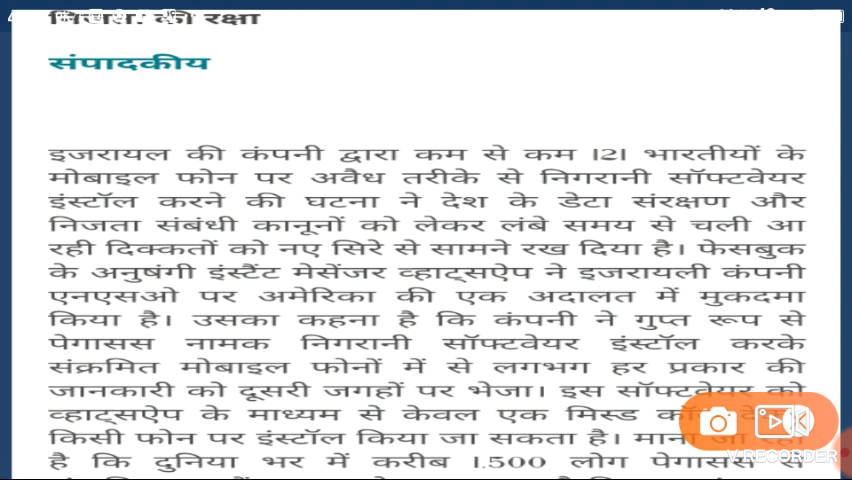 की रक्षा
संपादकीय
इजरायल की कंपनी द्वारा कम से कम 121 भारतीयों के
मोबाइल फोन पर अवैध तरीके से निगरानी सॉफ्टवेयर
इंस्टॉल करने की घटना ने देश के डेटा संरक्षण और
निजता संबंधी कानूनों को लेकर लंबे समय से चली आ
रही दिक्कतों को नए सिरे से सामने रख दिया है। फेसबुक
के अनुषंगी इंस्टैंट मेसेंजर व्हाट्सऐप ने इजरायली कंपनी
एनएसओ पर अमेरिका की एक अदालत में मुकदमा
किया है। उसका कहना है कि कंपनी ने गुप्त रूप से
पेगासस नामक निगरानी सॉफ्टवेयर इंस्टॉल करके
संक्रमित मोबाइल फोनों में से लगभग हर प्रकार की
जानकारी को दूसरी जगहों पर भेजा। इस सॉफ्टवेयर को
व्हाट्सऐप के माध्यम से केवल एक मिस्ड
किसी फोन पर इंस्टॉल किया जा सकता है। माना जा रहा
है कि दुनिया भर में करीब 1,500 लोग पेगासस से
V RECORDER